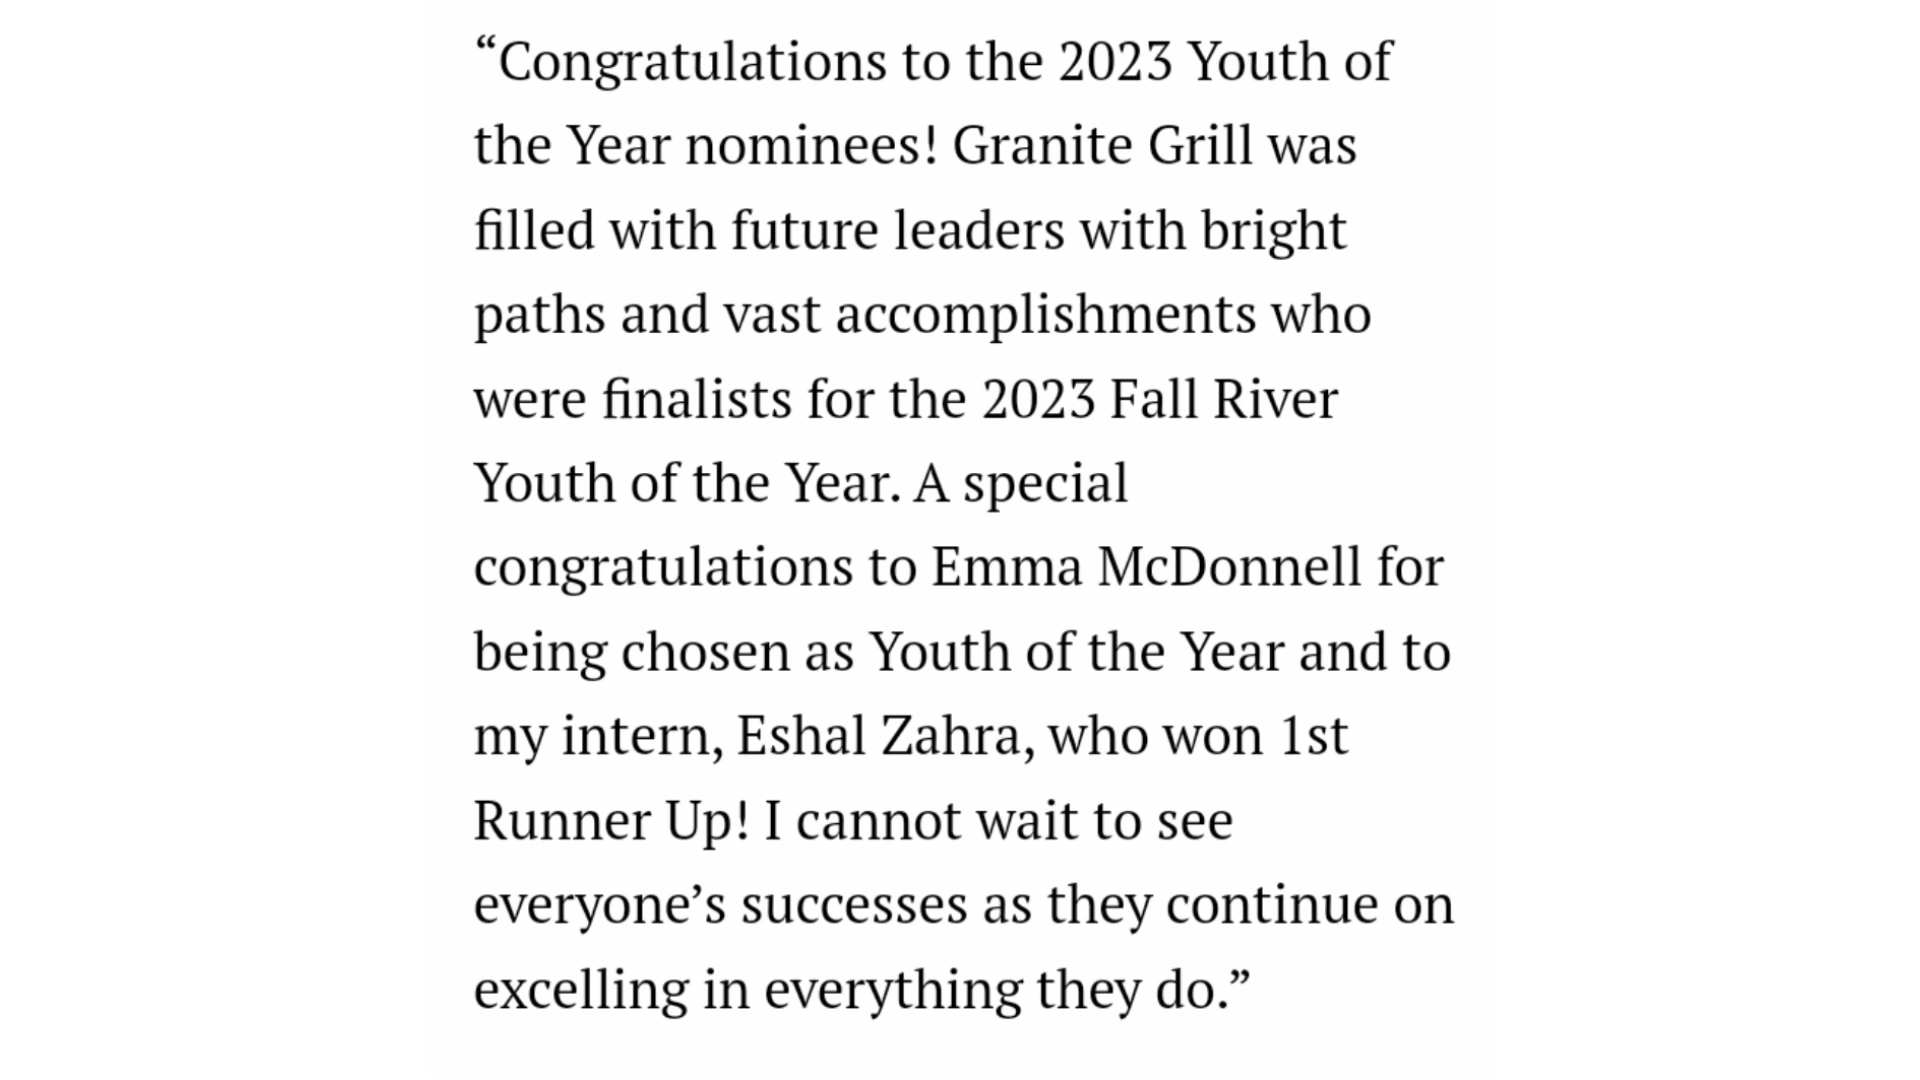 “Congratulations to the 2023 Youth of
the Year nominees! Granite Grill was
filled with future leaders with bright
paths and vast accomplishments who
were finalists for the 2023 Fall River
Youth of the Year. A special
congratulations to Emma McDonnell for
being chosen as Youth of the Year and to
my intern, Eshal Zahra, who won 1st
Runner Up! I cannot wait to see
everyone’s successes as they continue on
excelling in everything they do.”